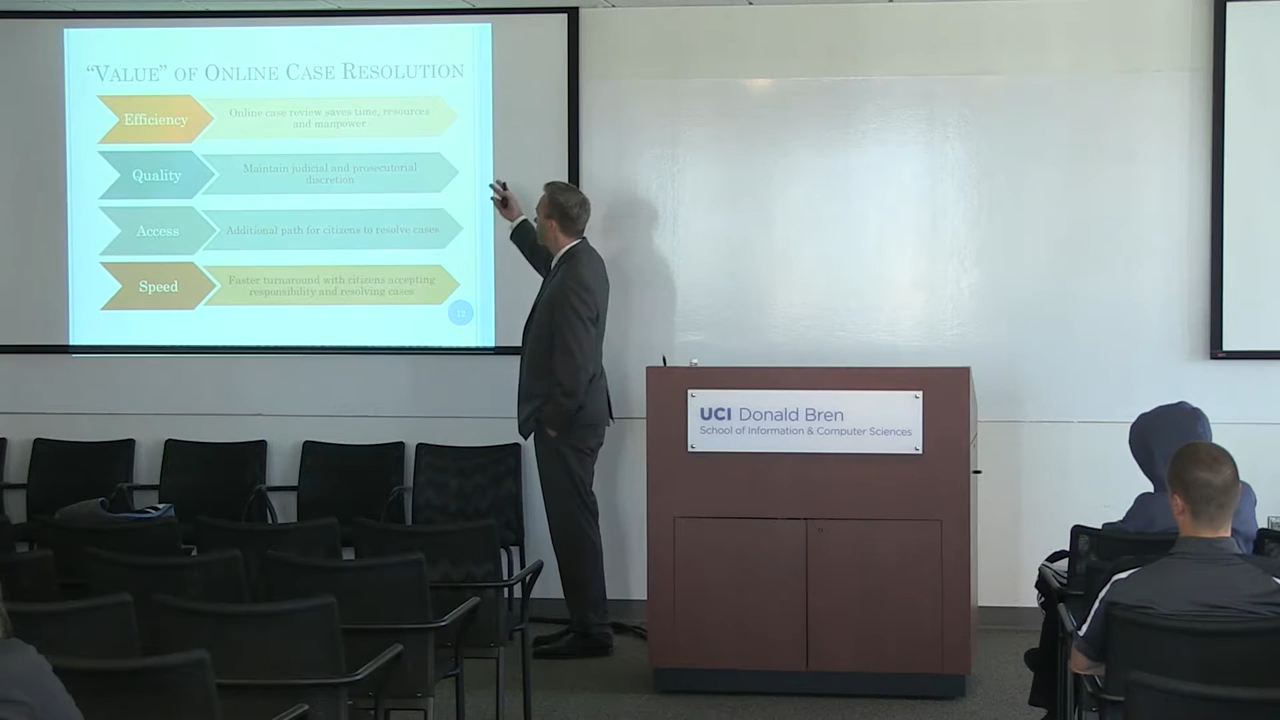 “VALUE” OF ONLINE CASE RESOLUTION
Efficiency
Online case review saves time, resources
and manpower
Quality
Maintain judicial and prosecutorial
discretion
Access
Additional path for citizens to resolve cases
Speed
Faster turnaround with citizens accepting
responsibility and resolving cases
12
UCI Donald Bren
School of Information & Computer Sciences